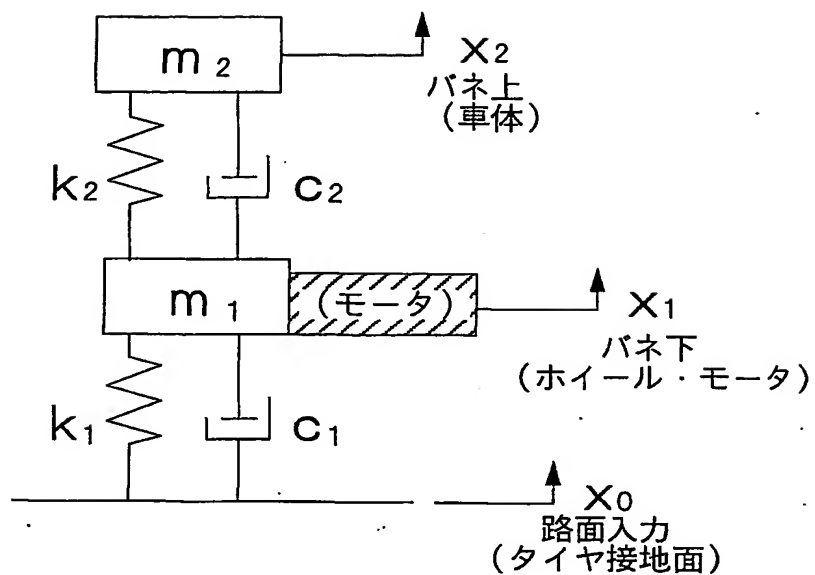 m₂
x₂
バネ上
（車体）
k₂
c₂
m₁
（モータ）
x₁
バネ下
（ホイール・モータ）
k₁
c₁
x₀
路面入力
（タイヤ接地面）